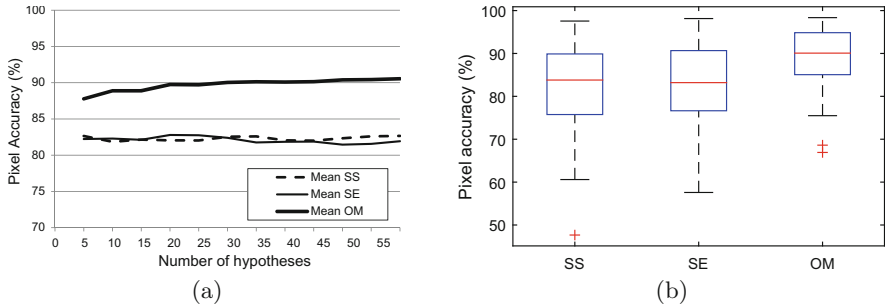 100
95
90
85
80
75
70
Pixel Accuracy (%)
Mean SS
Mean SE
Mean OM
0 5 10 15 20 25 30 35 40 45 50 55
Number of hypotheses
(a)
100
90
80
70
60
50
Pixel accuracy (%)
SS SE OM
(b)